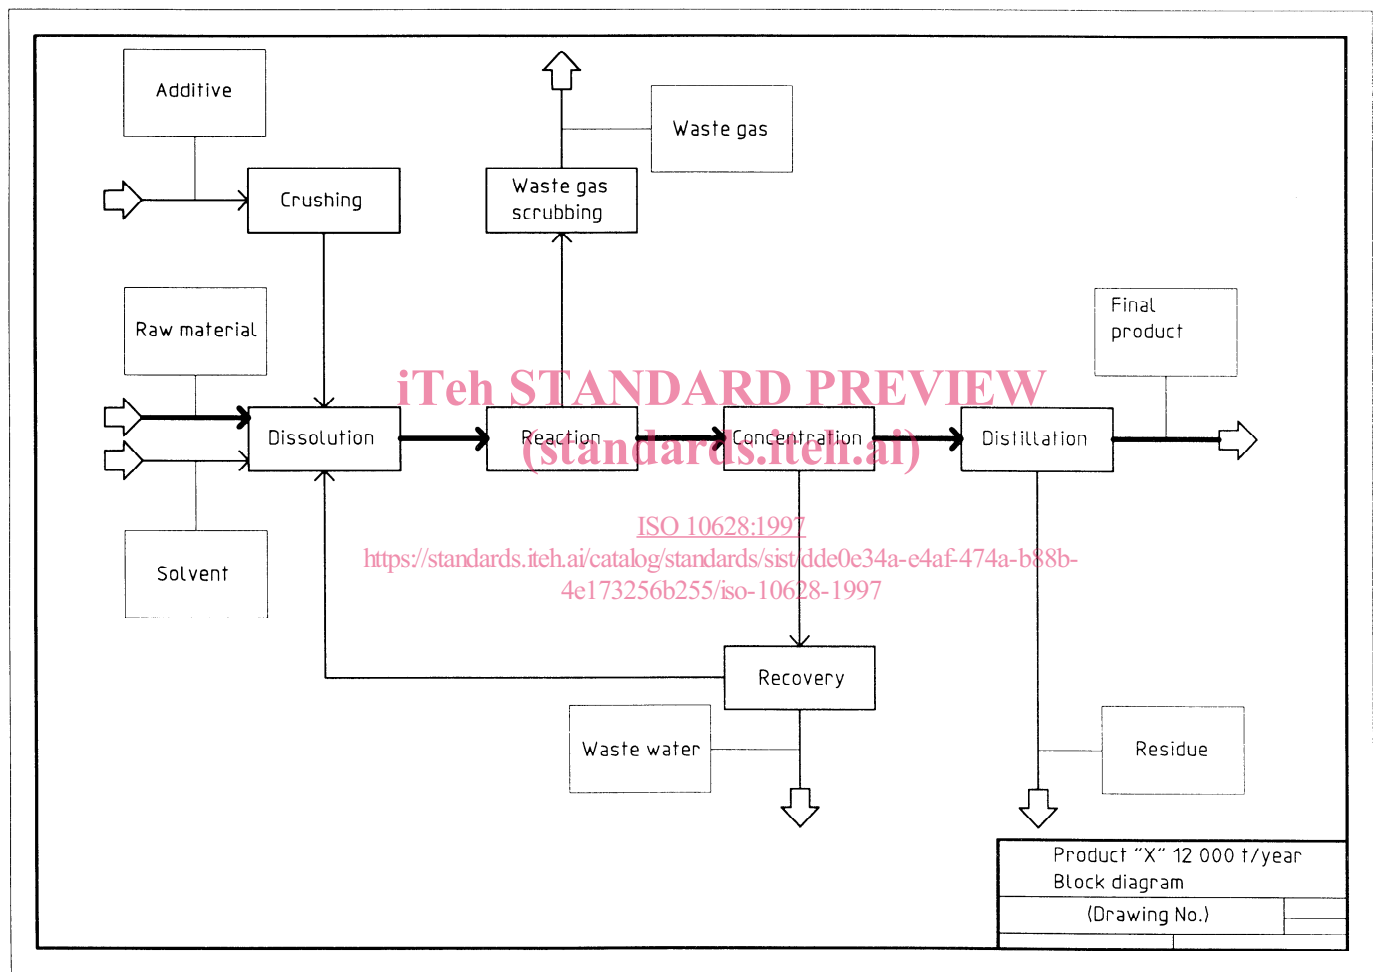 Additive
Waste gas
Crushing
Waste gas
scrubbing
Raw material
Final
product
iTeh STANDARD PREVIEW
(standards.iteh.ai)
Dissolution
Reaction
Concentration
Distillation
ISO 10628:1997
https://standards.iteh.ai/catalog/standards/sist/dde0e34a-e4af-474a-b88b-
4e173256b255/iso-10628-1997
Solvent
Recovery
Waste water
Residue
Product "X" 12 000 t/year
Block diagram
(Drawing No.)